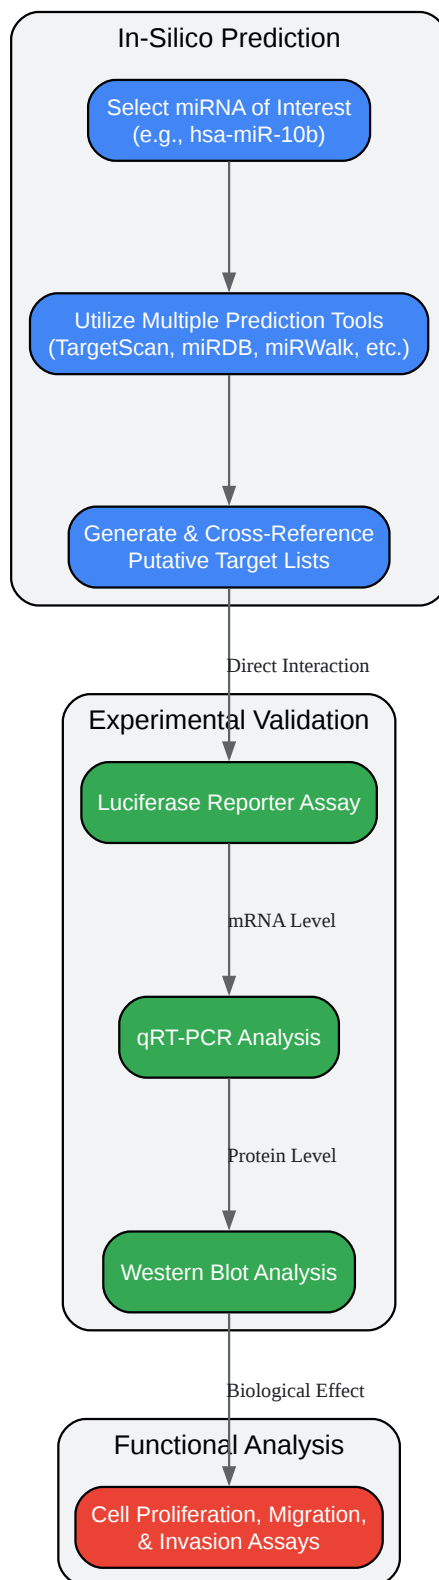 In-Silico Prediction
Select miRNA of Interest
(e.g., hsa-miR-10b)
Utilize Multiple Prediction Tools
(TargetScan, miRDB, miRWalk, etc.)
Generate & Cross-Reference
Putative Target Lists
Direct Interaction
Experimental Validation
Luciferase Reporter Assay
mRNA Level
qRT-PCR Analysis
Protein Level
Western Blot Analysis
Biological Effect
Functional Analysis
Cell Proliferation, Migration,
& Invasion Assays